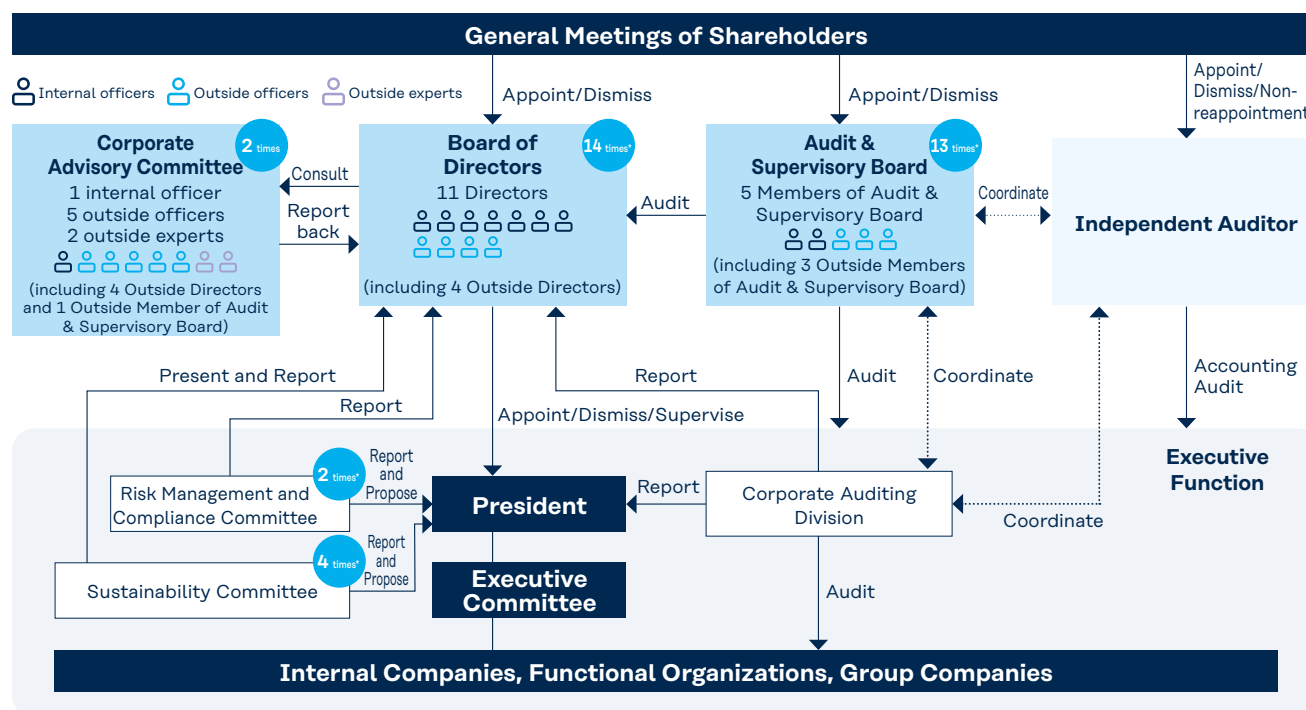 General Meetings of Shareholders
Internal officers
Outside officers
Outside experts
Appoint/Dismiss
Appoint/Dismiss
Appoint/
Dismiss/Non-
reappointment
Corporate
Advisory Committee
2 times
1 internal officer
5 outside officers
2 outside experts
(including 4 Outside Directors
and 1 Outside Member of Audit
& Supervisory Board)
Consult
Report
back
Board of
Directors
14 times*
11 Directors
(including 4 Outside Directors)
Audit
Audit &
Supervisory Board
13 times*
5 Members of Audit &
Supervisory Board
(including 3 Outside Members
of Audit & Supervisory Board)
Coordinate
Independent Auditor
Present and Report
Report
Report
Appoint/Dismiss/Supervise
Audit
Coordinate
Accounting
Audit
Executive
Function
2 times*
Report
and
Propose
Risk Management and
Compliance Committee
President
Report
Corporate Auditing
Division
Coordinate
4 times*
Report
and
Propose
Sustainability Committee
Executive
Committee
Audit
Internal Companies, Functional Organizations, Group Companies